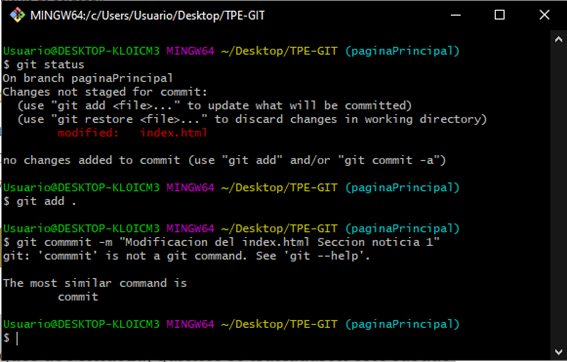 MINGW64:/c/Users/Usuario/Desktop/TPE-GIT
Usuario@DESKTOP-KLOICM3 MINGW64 ~/Desktop/TPE-GIT (paginaPrincipal)
$ git status
On branch paginaPrincipal
Changes not staged for commit:
  (use "git add <file>..." to update what will be committed)
  (use "git restore <file>..." to discard changes in working directory)
        modified:   index.html
no changes added to commit (use "git add" and/or "git commit -a")
Usuario@DESKTOP-KLOICM3 MINGW64 ~/Desktop/TPE-GIT (paginaPrincipal)
$ git add .
Usuario@DESKTOP-KLOICM3 MINGW64 ~/Desktop/TPE-GIT (paginaPrincipal)
$ git commmit -m "Modificacion del index.html Seccion noticia 1"
git: 'commmit' is not a git command. See 'git --help'.
The most similar command is
        commit
Usuario@DESKTOP-KLOICM3 MINGW64 ~/Desktop/TPE-GIT (paginaPrincipal)
$